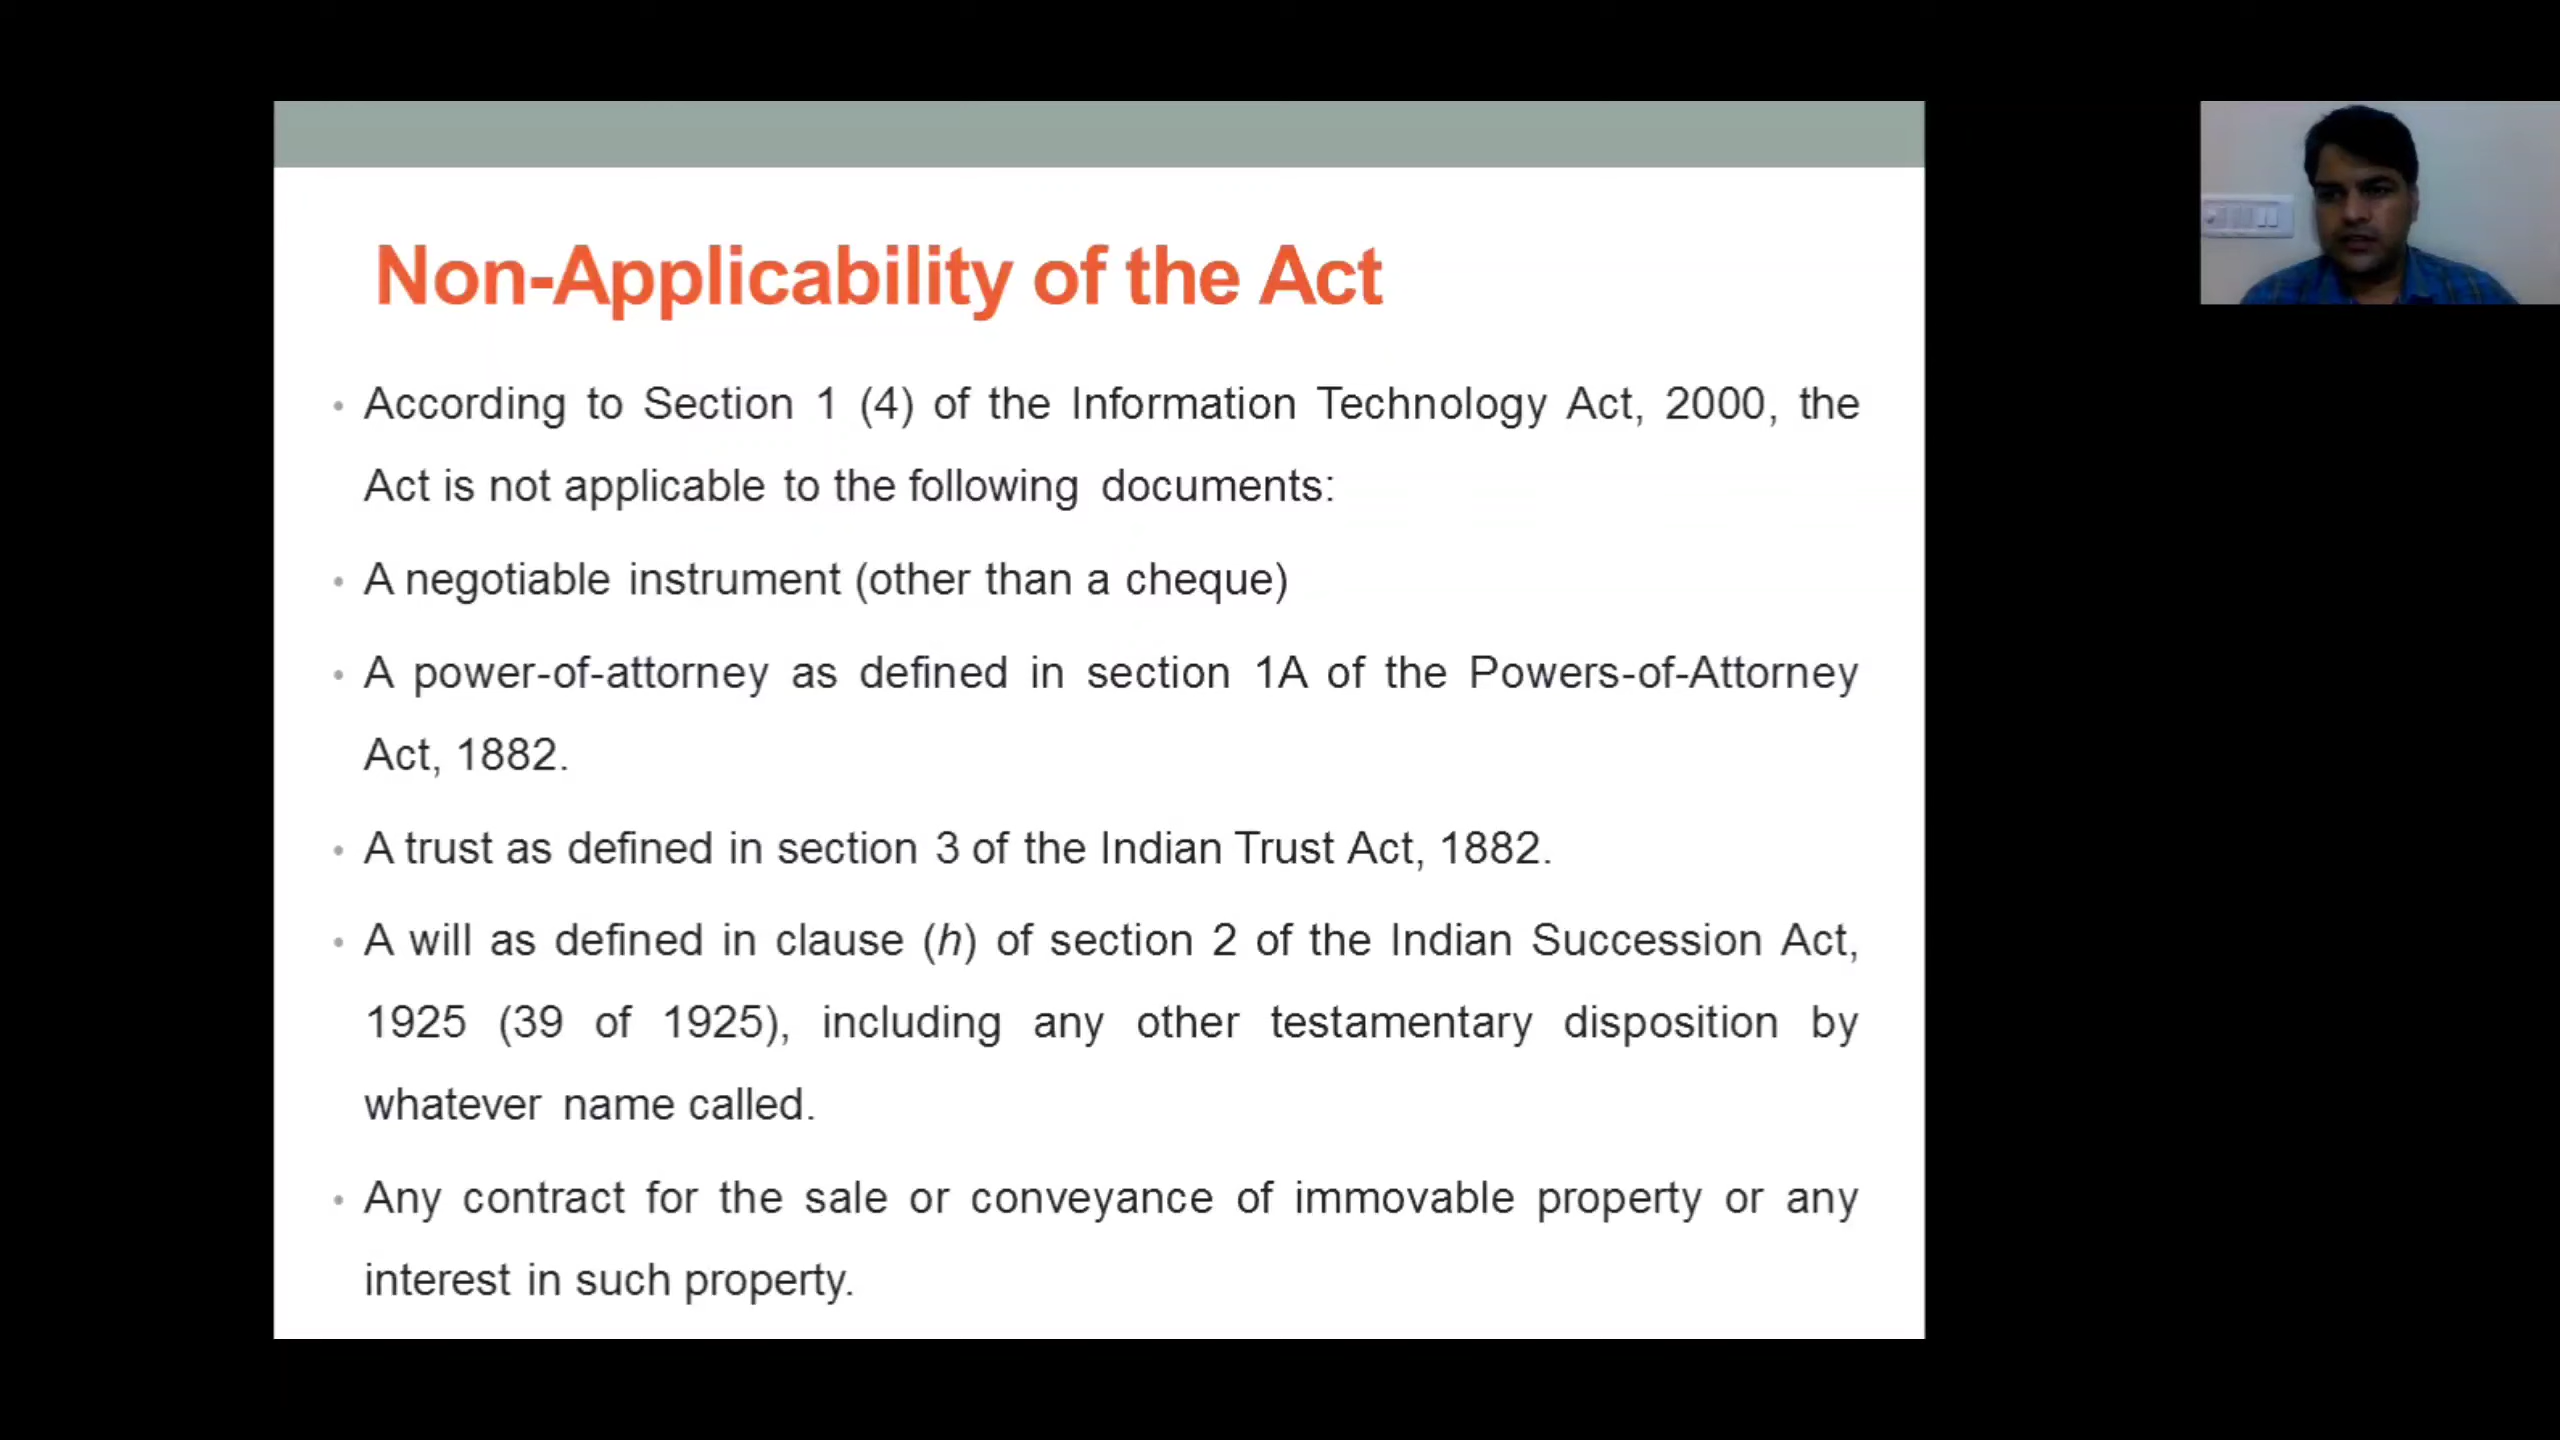 Non-Applicability of the Act
• According to Section 1 (4) of the Information Technology Act, 2000, the
Act is not applicable to the following documents:
• A negotiable instrument (other than a cheque)
• A power-of-attorney as defined in section 1A of the Powers-of-Attorney
Act, 1882.
• A trust as defined in section 3 of the Indian Trust Act, 1882.
• A will as defined in clause (h) of section 2 of the Indian Succession Act,
1925 (39 of 1925), including any other testamentary disposition by
whatever name called.
• Any contract for the sale or conveyance of immovable property or any
interest in such property.